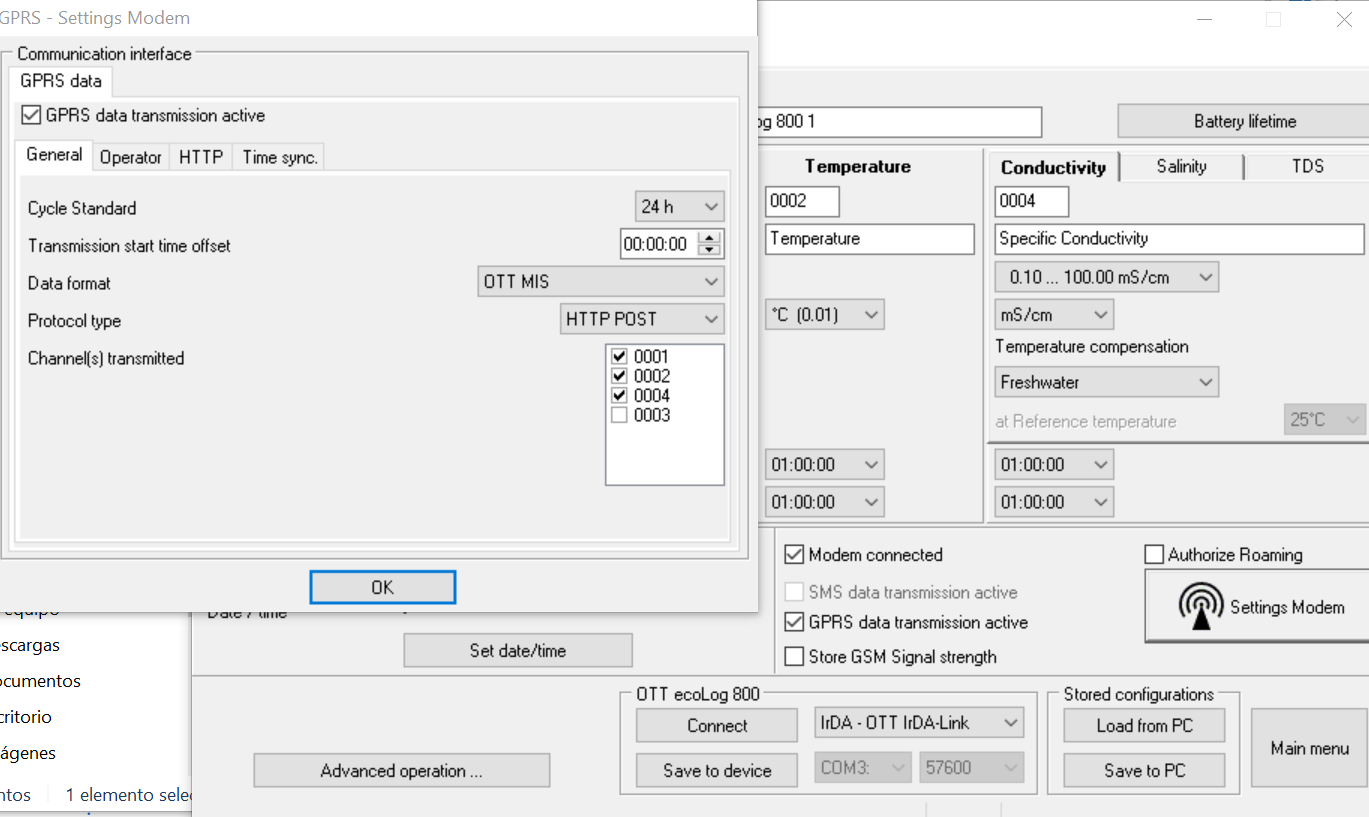 GPRS - Settings Modem
Communication interface
GPRS data
GPRS data transmission active
General Operator HTTP Time sync.
Cycle Standard 24 h
Transmission start time offset 00:00:00
Data format OTT MIS
Protocol type HTTP POST
Channel(s) transmitted
0001
0002
0004
0003
OK
og 800 1 Battery lifetime
Temperature
0002
Temperature
°C (0.01)
01:00:00
01:00:00
Conductivity Salinity TDS
0004
Specific Conductivity
0.10 ... 100.00 mS/cm
mS/cm
Temperature compensation
Freshwater
at Reference temperature 25°C
01:00:00
01:00:00
Modem connected
SMS data transmission active
GPRS data transmission active
Store GSM Signal strength
Authorize Roaming
Settings Modem
equipo
escargas
ocumentos
critorio
ágenes
ntos 1 elemento selec
Date / time
Set date/time
Advanced operation ...
OTT ecoLog 800
Connect IrDA - OTT IrDA-Link
Save to device COM3: 57600
Stored configurations
Load from PC
Save to PC
Main menu